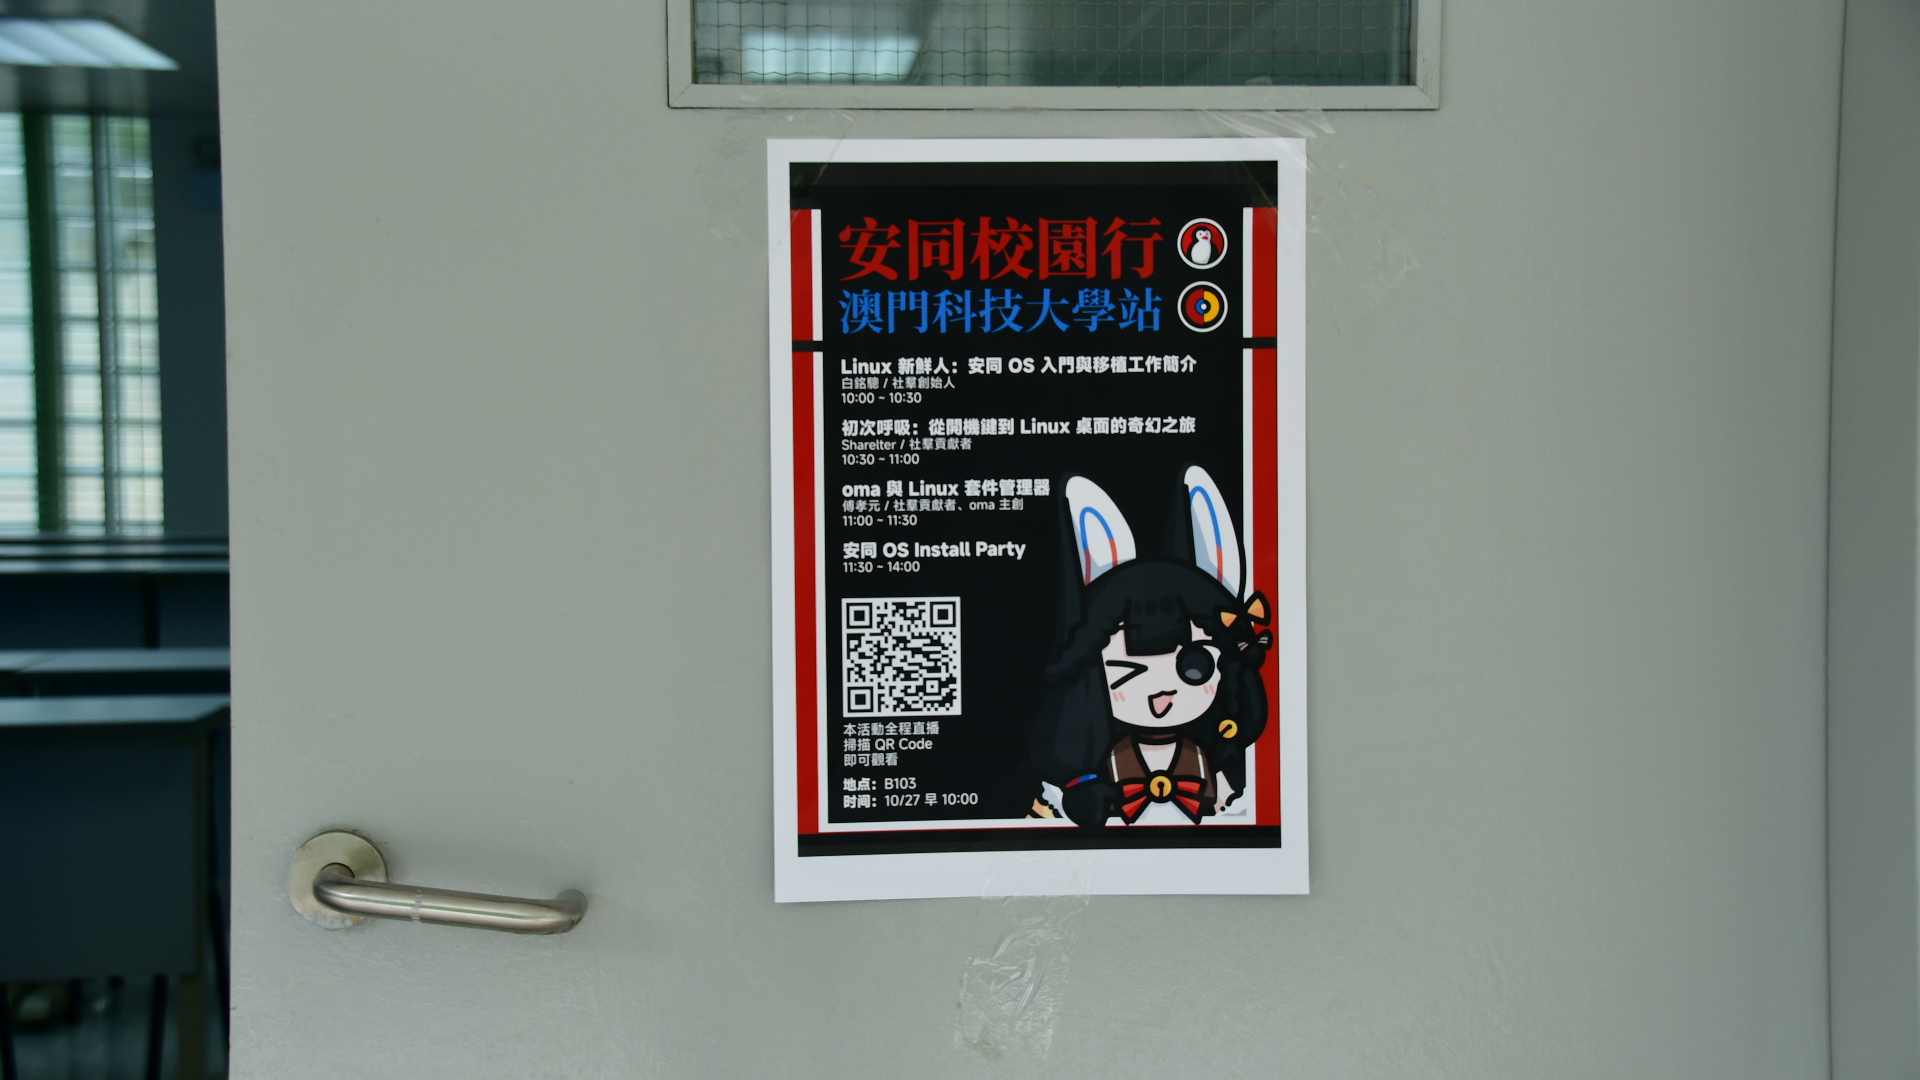 安同校園行
澳門科技大學站
Linux 新鮮人：安同 OS 入門與移植工作簡介
白銘驄 / 社羣創始人
10:00 ~ 10:30
初次呼吸：從開機鍵到 Linux 桌面的奇幻之旅
Sharelter / 社羣貢獻者
10:30 ~ 11:00
oma 與 Linux 套件管理器
傅孝元 / 社羣貢獻者、oma 主創
11:00 ~ 11:30
安同 OS Install Party
11:30 ~ 14:00
本活動全程直播
掃描 QR Code
即可觀看
地点：B103
时间：10/27 早 10:00